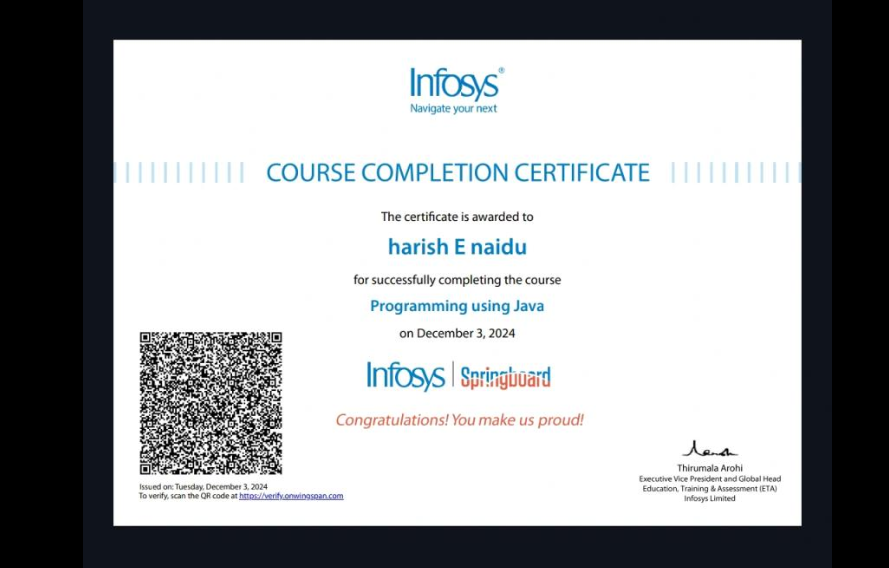 Infosys®
Navigate your next
COURSE COMPLETION CERTIFICATE
The certificate is awarded to
harish E naidu
for successfully completing the course
Programming using Java
on December 3, 2024
Infosys | Springboard
Congratulations! You make us proud!
Issued on: Tuesday, December 3, 2024
To verify, scan the QR code at https://verify.onwingspan.com
Thirumala Arohi
Executive Vice President and Global Head
Education, Training & Assessment (ETA)
Infosys Limited